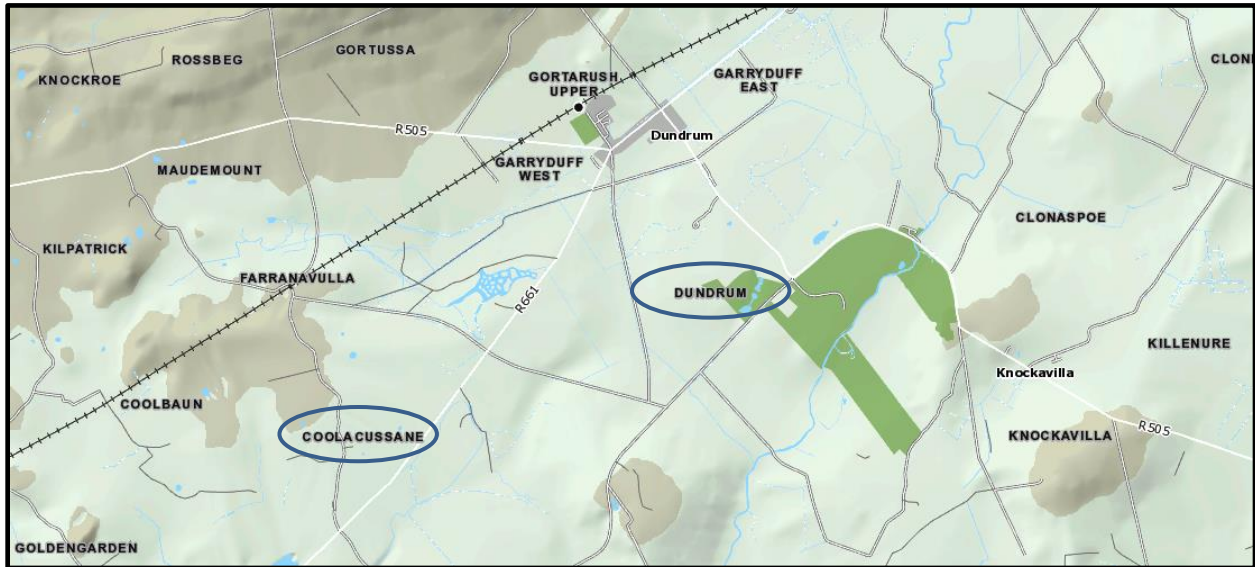 GORTUSSA
ROSSBEG
CLONI
KNOCKROE
GORTARUSH
UPPER
GARRYDUFF
EAST
R505
Dundrum
GARRYDUFF
WEST
MAUDEMOUNT
CLONASPOE
KILPATRICK
FARRANAVULLA
R661
DUNDRUM
KILLENURE
Knockavilla
COOLBAUN
R505
COOLACUSSANE
KNOCKAVILLA
GOLDENGARDEN